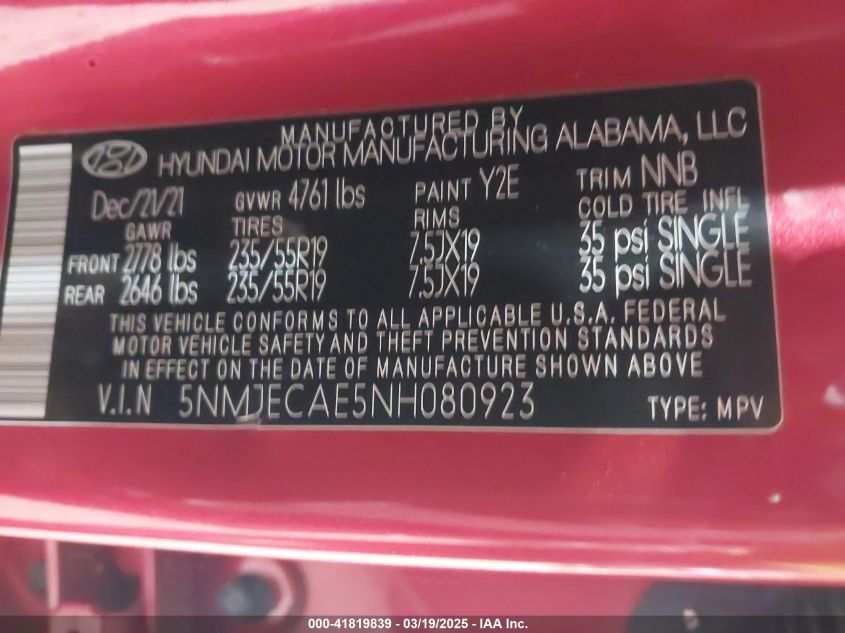 MANUFACTURED BY
HYUNDAI MOTOR MANUFACTURING ALABAMA, LLC
Dec/21/21 GVWR 4761 lbs PAINT Y2E TRIM NNB
GAWR TIRES RIMS COLD TIRE INFL
FRONT 2778 lbs 235/55R19 7.5JX19 35 psi SINGLE
REAR 2646 lbs 235/55R19 7.5JX19 35 psi SINGLE
THIS VEHICLE CONFORMS TO ALL APPLICABLE U.S.A. FEDERAL
MOTOR VEHICLE SAFETY AND THEFT PREVENTION STANDARDS
IN EFFECT ON THE DATE OF MANUFACTURE SHOWN ABOVE
V.I.N 5NMJECAE5NH080923 TYPE: MPV
000-41819839 - 03/19/2025 - IAA Inc.